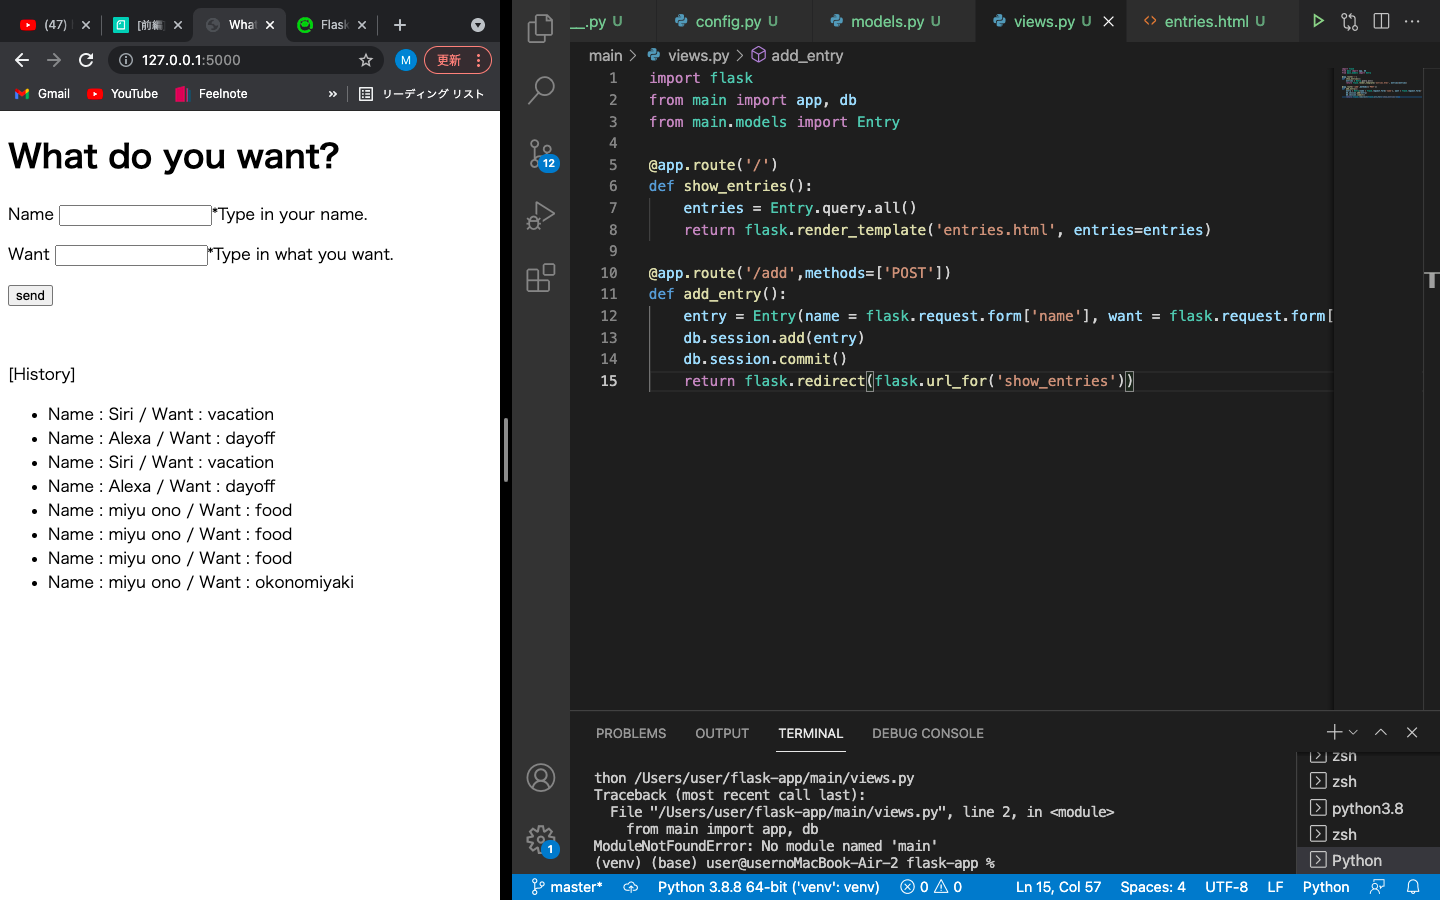 (47)
[前編
What
Flask
127.0.0.1:5000
M
更新
Gmail
YouTube
Feelnote
»
リーディング リスト
What do you want?
Name *Type in your name.
Want *Type in what you want.
send
[History]
• Name : Siri / Want : vacation
• Name : Alexa / Want : dayoff
• Name : Siri / Want : vacation
• Name : Alexa / Want : dayoff
• Name : miyu ono / Want : food
• Name : miyu ono / Want : food
• Name : miyu ono / Want : food
• Name : miyu ono / Want : okonomiyaki
__.py U
config.py U
models.py U
views.py U
entries.html U
main > views.py > add_entry
1 import flask
2 from main import app, db
3 from main.models import Entry
4
5 @app.route('/')
6 def show_entries():
7 entries = Entry.query.all()
8 return flask.render_template('entries.html', entries=entries)
9
10 @app.route('/add',methods=['POST'])
11 def add_entry():
12 entry = Entry(name = flask.request.form['name'], want = flask.request.form[
13 db.session.add(entry)
14 db.session.commit()
15 return flask.redirect(flask.url_for('show_entries'))
12
1
PROBLEMS OUTPUT TERMINAL DEBUG CONSOLE
thon /Users/user/flask-app/main/views.py
Traceback (most recent call last):
File "/Users/user/flask-app/main/views.py", line 2, in <module>
from main import app, db
ModuleNotFoundError: No module named 'main'
(venv) (base) user@usernoMacBook-Air-2 flask-app %
zsh
zsh
python3.8
zsh
Python
master* Python 3.8.8 64-bit ('venv': venv) 0 0 Ln 15, Col 57 Spaces: 4 UTF-8 LF Python